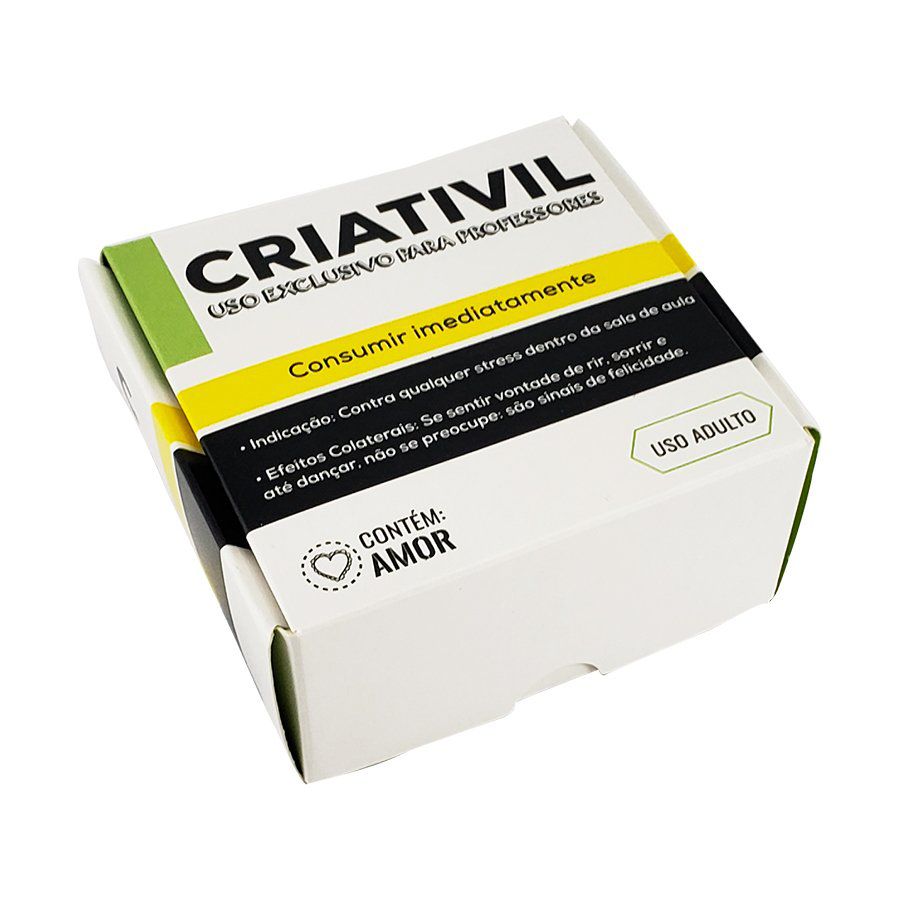 CRIATIVIL
USO EXCLUSIVO PARA PROFESSORES
Consumir imediatamente
• Indicação: Contra qualquer stress dentro da sala de aula
• Efeitos Colaterais: Se sentir vontade de rir, sorrir e
até dançar, não se preocupe: são sinais de felicidade.
USO ADULTO
CONTÉM:
AMOR